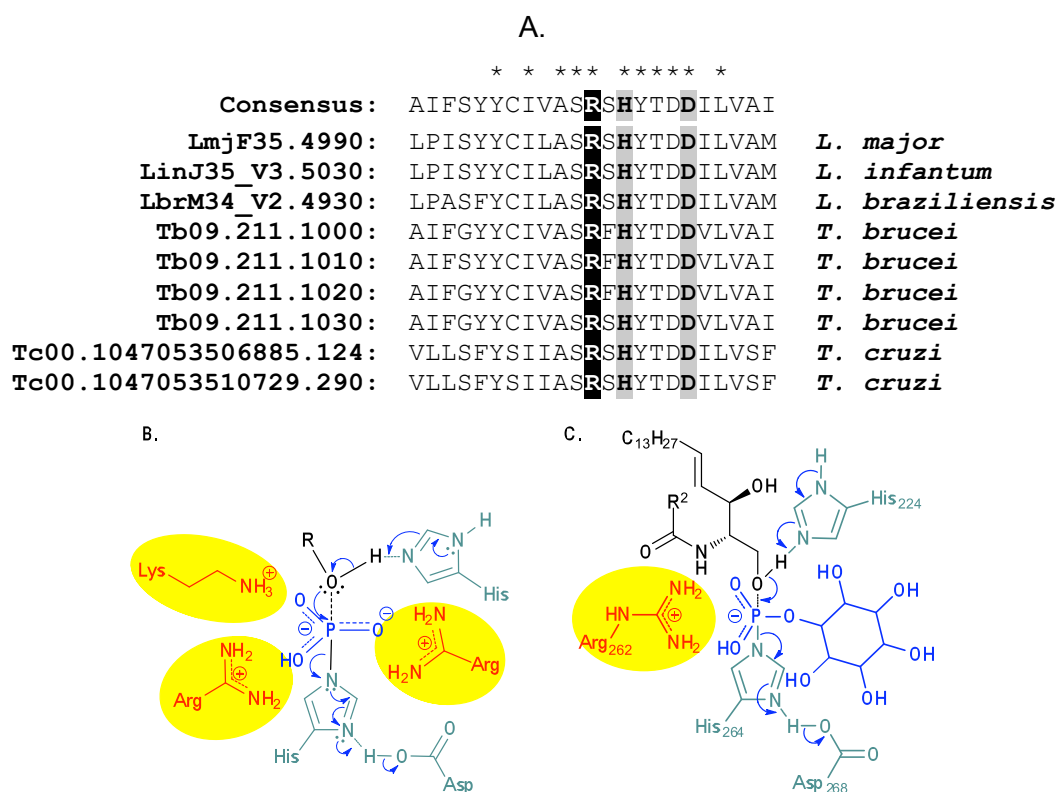 A.
* * *** ***** *
Consensus: AIFSYYCIVASRSHYTDDILVAI
LmjF35.4990: LPISYYCILASRSHYTDDILVAM L. major
LinJ35_V3.5030: LPISYYCILASRSHYTDDILVAM L. infantum
LbrM34_V2.4930: LPASFYCILASRSHYTDDILVAM L. braziliensis
Tb09.211.1000: AIFGYYCIVASRFHYTDDVLVAI T. brucei
Tb09.211.1010: AIFSYYCIVASRFHYTDDVLVAI T. brucei
Tb09.211.1020: AIFGYYCIVASRFHYTDDVLVAI T. brucei
Tb09.211.1030: AIFGYYCIVASRSHYTDDVLVAI T. brucei
Tc00.1047053506885.124: VLLSFYSIIASRSHYTDDILVSF T. cruzi
Tc00.1047053510729.290: VLLSFYSIIASRSHYTDDILVSF T. cruzi
B.
H
R
H
N
N
Lys
NH3 ⊕
O
His
O
⊖
P
O
⊖
H2N
HO
NH2
⊕
H2N
Arg
⊕
Arg
NH2
N
N
His
H
O
O
Asp
C.
C13H27
H
N
OH
His224
R2
N
O
N
H
H
O
NH2
HO
OH
HN
⊕
O
⊖
P
O
OH
Arg262
NH2
HO
N
HO
OH
OH
N
His264
H
O
O
Asp268